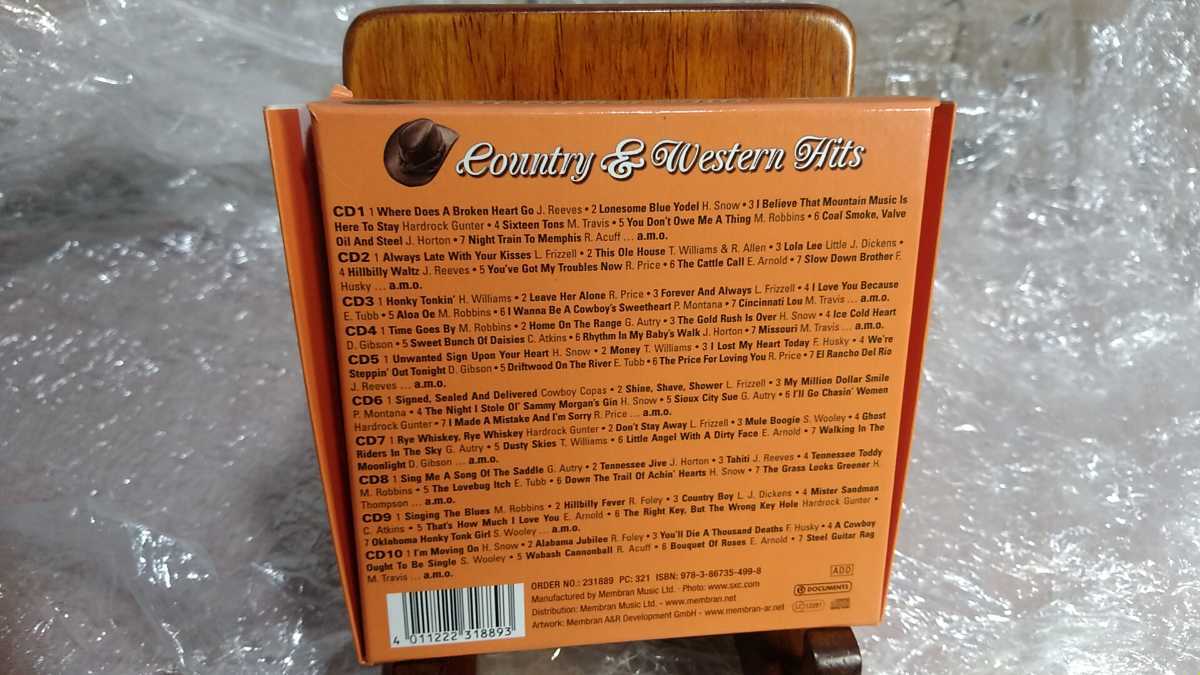 Country & Western Hits
CD1 1 Where Does A Broken Heart Go J. Reeves • 2 Lonesome Blue Yodel H. Snow • 3 I Believe That Mountain Music Is
Here To Stay Hardrock Gunter • 4 Sixteen Tons M. Travis • 5 You Don't Owe Me A Thing M. Robbins • 6 Coal Smoke, Valve
Oil And Steel J. Horton • 7 Night Train To Memphis R. Acuff ... a.m.o.
CD2 1 Always Late With Your Kisses L. Frizzell • 2 This Ole House T. Williams & R. Allen • 3 Lola Lee Little J. Dickens •
4 Hillbilly Waltz J. Reeves • 5 You've Got My Troubles Now R. Price • 6 The Cattle Call E. Arnold • 7 Slow Down Brother F.
Husky ... a.m.o.
CD3 1 Honky Tonkin' H. Williams • 2 Leave Her Alone R. Price • 3 Forever And Always L. Frizzell • 4 I Love You Because
E. Tubb • 5 Aloa Oe M. Robbins • 6 I Wanna Be A Cowboy's Sweetheart P. Montana • 7 Cincinnati Lou M. Travis ... a.m.o.
CD4 1 Time Goes By M. Robbins • 2 Home On The Range G. Autry • 3 The Gold Rush Is Over H. Snow • 4 Ice Cold Heart
D. Gibson • 5 Sweet Bunch Of Daisies C. Atkins • 6 Rhythm In My Baby's Walk J. Horton • 7 Missouri M. Travis ... a.m.o.
CD5 1 Unwanted Sign Upon Your Heart H. Snow • 2 Money T. Williams • 3 I Lost My Heart Today F. Husky • 4 We're
Steppin' Out Tonight D. Gibson • 5 Driftwood On The River E. Tubb • 6 The Price For Loving You R. Price • 7 El Rancho Del Rio
J. Reeves ... a.m.o.
CD6 1 Signed, Sealed And Delivered Cowboy Copas • 2 Shine, Shave, Shower L. Frizzell • 3 My Million Dollar Smile
P. Montana • 4 The Night I Stole Ol' Sammy Morgan's Gin H. Snow • 5 Sioux City Sue G. Autry • 6 I'll Go Chasin' Women
Hardrock Gunter • 7 I Made A Mistake And I'm Sorry R. Price ... a.m.o.
CD7 1 Rye Whiskey, Rye Whiskey Hardrock Gunter • 2 Don't Stay Away L. Frizzell • 3 Mule Boogie S. Wooley • 4 Ghost
Riders In The Sky G. Autry • 5 Dusty Skies T. Williams • 6 Little Angel With A Dirty Face E. Arnold • 7 Walking In The
Moonlight D. Gibson ... a.m.o.
CD8 1 Sing Me A Song Of The Saddle G. Autry • 2 Tennessee Jive J. Horton • 3 Tahiti J. Reeves • 4 Tennessee Toddy
M. Robbins • 5 The Lovebug Itch E. Tubb • 6 Down The Trail Of Achin' Hearts H. Snow • 7 The Grass Looks Greener H.
Thompson ... a.m.o.
CD9 1 Singing The Blues M. Robbins • 2 Hillbilly Fever R. Foley • 3 Country Boy L. J. Dickens • 4 Mister Sandman
C. Atkins • 5 That's How Much I Love You E. Arnold • 6 The Right Key, But The Wrong Key Hole Hardrock Gunter •
7 Oklahoma Honky Tonk Girl S. Wooley ... a.m.o.
CD10 1 I'm Moving On H. Snow • 2 Alabama Jubilee R. Foley • 3 You'll Die A Thousand Deaths F. Husky • 4 A Cowboy
Ought To Be Single S. Wooley • 5 Wabash Cannonball R. Acuff • 6 Bouquet Of Roses E. Arnold • 7 Steel Guitar Rag
M. Travis ... a.m.o.
ORDER NO.: 231889 PC: 321 ISBN: 978-3-86735-499-8
Manufactured by Membran Music Ltd. · Photo: www.sxc.com
Distribution: Membran Music Ltd. - www.membran.net
Artwork: Membran A&R Development GmbH - www.membran-ar.net
ADD
DOCUMENTS
LC 12281
4 011222 318893